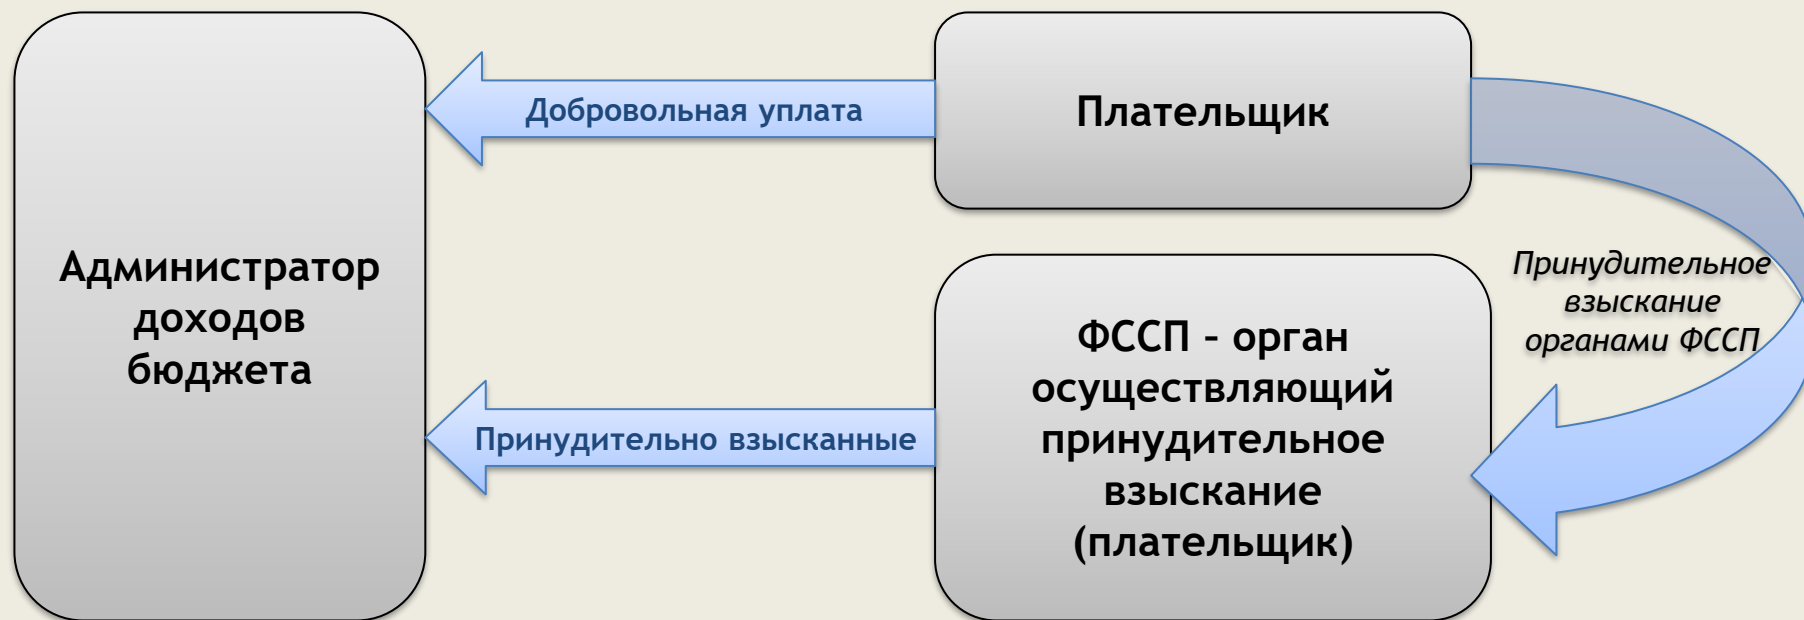 Администратор
доходов
бюджета
Добровольная уплата
Плательщик
Принудительное
взыскание
органами ФССП
Принудительно взысканные
ФССП – орган
осуществляющий
принудительное
взыскание
(плательщик)